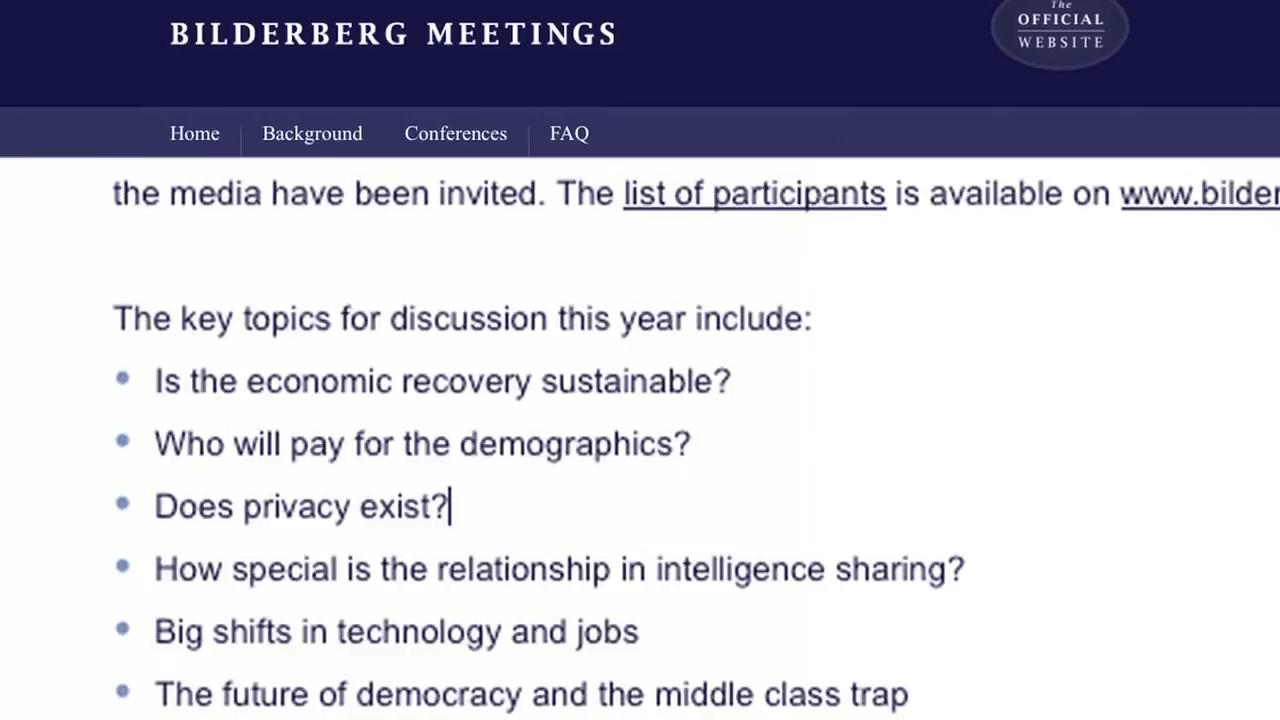 The
BILDERBERG MEETINGS
OFFICIAL
WEBSITE
Home Background Conferences FAQ
the media have been invited. The list of participants is available on www.bilder
The key topics for discussion this year include:
• Is the economic recovery sustainable?
• Who will pay for the demographics?
• Does privacy exist?
• How special is the relationship in intelligence sharing?
• Big shifts in technology and jobs
• The future of democracy and the middle class trap